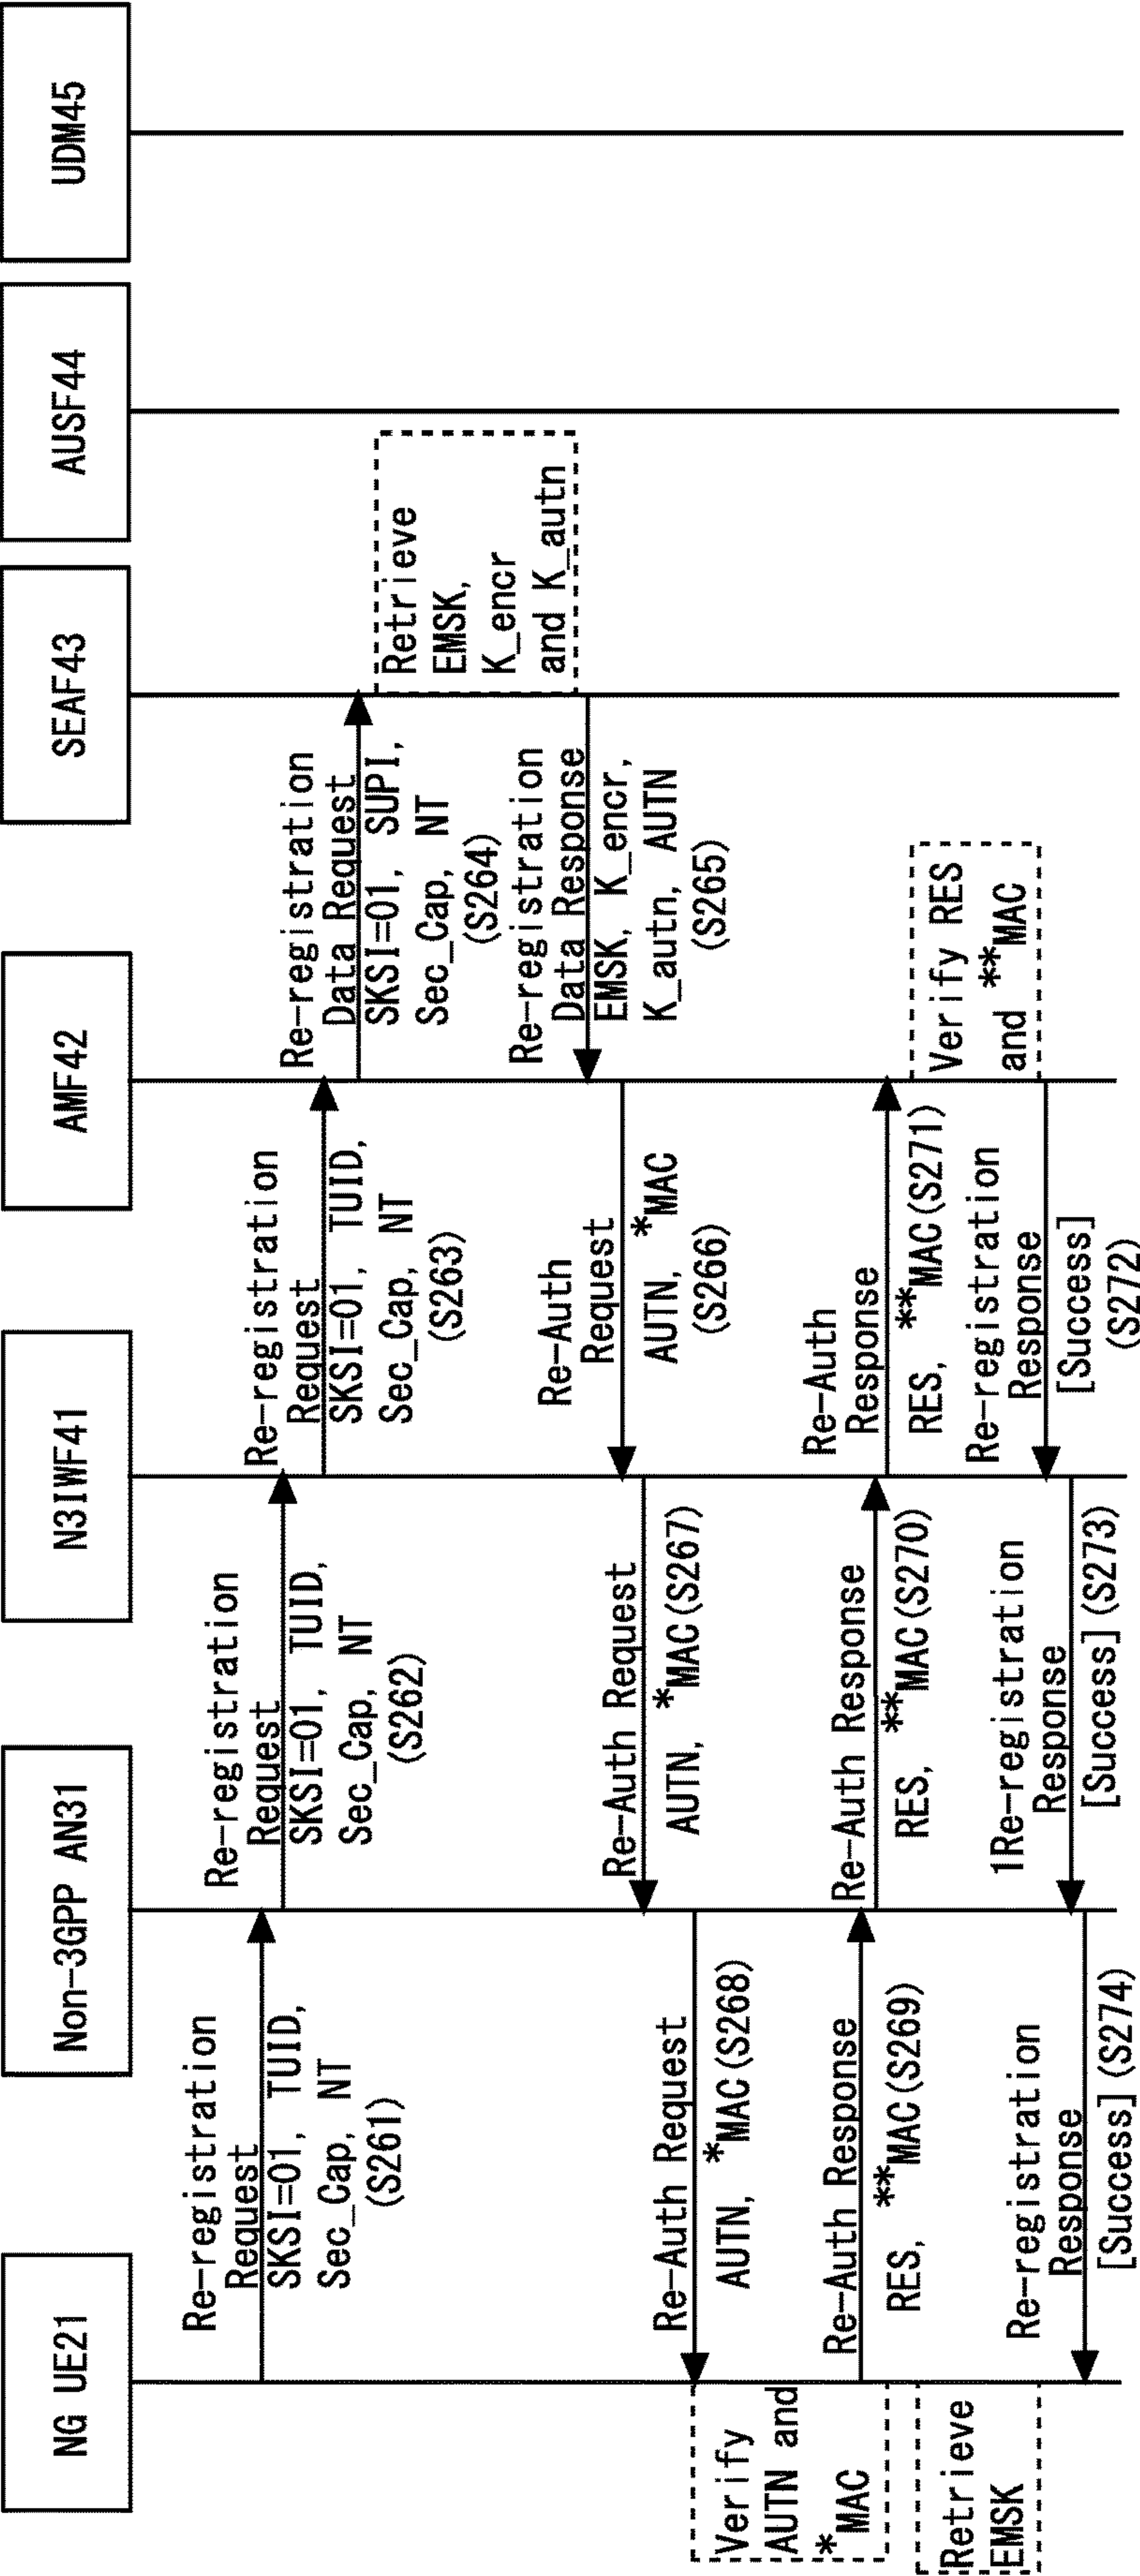 NG UE21
Non-3GPP AN31
N3IWF41
AMF42
SEAF43
AUSF44
UDM45
Re-registration
Request
SKSI=01, TUID,
Sec_Cap, NT
(S261)
Re-registration
Request
SKSI=01, TUID,
Sec_Cap, NT
(S262)
Re-registration
Request
SKSI=01, TUID,
Sec_Cap, NT
(S263)
Re-registration
Data Request
SKSI=01, SUPI,
Sec_Cap, NT
(S264)
Retrieve
EMSK,
K_encr
and K_autn
Re-registration
Data Response
EMSK, K_encr,
K_autn, AUTN
(S265)
Re-Auth
Request
AUTN, *MAC
(S266)
Re-Auth Request
AUTN, *MAC(S267)
Re-Auth Request
AUTN, *MAC(S268)
Verify
AUTN and
*MAC
Re-Auth Response
RES, **MAC(S269)
Re-Auth Response
RES, **MAC(S270)
Re-Auth
Response
RES, **MAC(S271)
Verify RES
and **MAC
Retrieve
EMSK
Re-registration
Response
[Success]
(S272)
1Re-registration
Response
[Success](S273)
Re-registration
Response
[Success](S274)